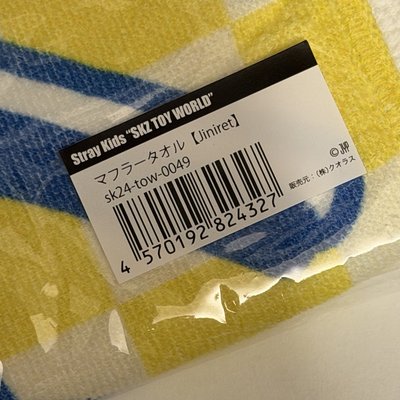 Stray Kids "SKZ TOY WORLD"
マフラータオル【Jiniret】
sk24-tow-0049
4 570192 824327
© JYP
販売元：(株)クオラス